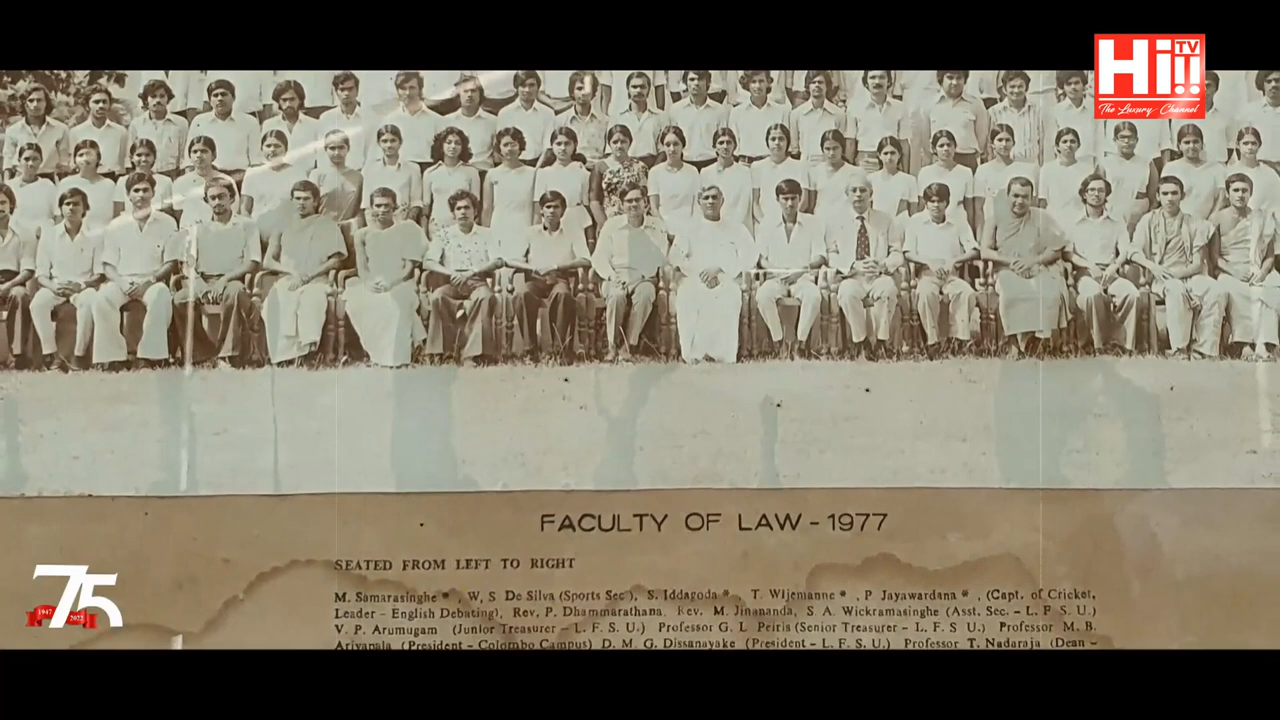 Hi!!
TV
The Luxury Channel
FACULTY OF LAW - 1977
SEATED FROM LEFT TO RIGHT
M. Samarasinghe * , W, S De Silva (Sports Sec ), S. Iddagoda * , T. Wijemanne * , P Jayawardana * , (Capt. of Cricket,
Leader - English Debating), Rev. P. Dhammarathana, Rev. M. Jinananda, S. A. Wickramasinghe (Asst. Sec. - L. F S. U.)
V. P. Arumugam (Junior Treasurer - L. F. S. U.) Professor G. L Peiris (Senior Treasurer - L. F. S U.) Professor M. B.
Ariyapala (President - Colombo Campus) D. M. G. Dissanayake (President - L. F. S. U.) Professor T. Nadaraja (Dean -
75
1947
2022